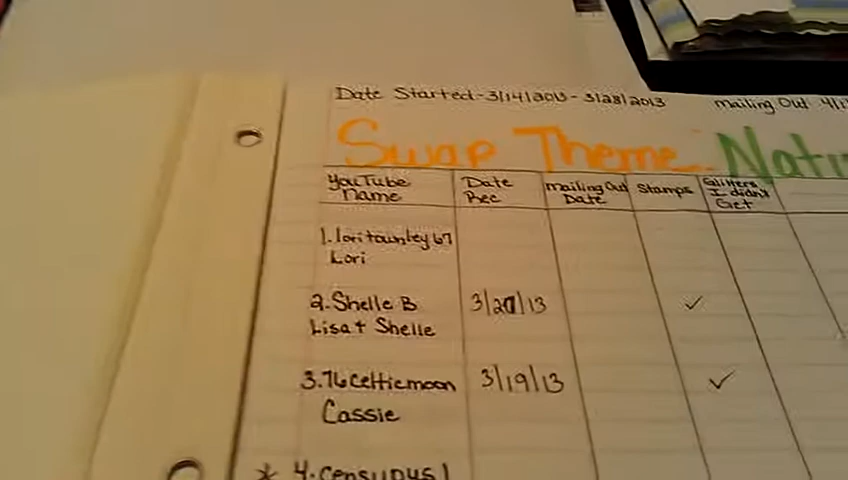 Date Started-3/14/2013-3/28/2013 mailing Out
Swap Theme
YouTube Name
Date Rec
mailing Out Date
Stamps
Glitters I didn't Get
1. loritownley67
Lori
3/20/13
2. Shelle B
Lisa + Shelle
✓
3. 76celticmoon
3/19/13
Cassie
✓